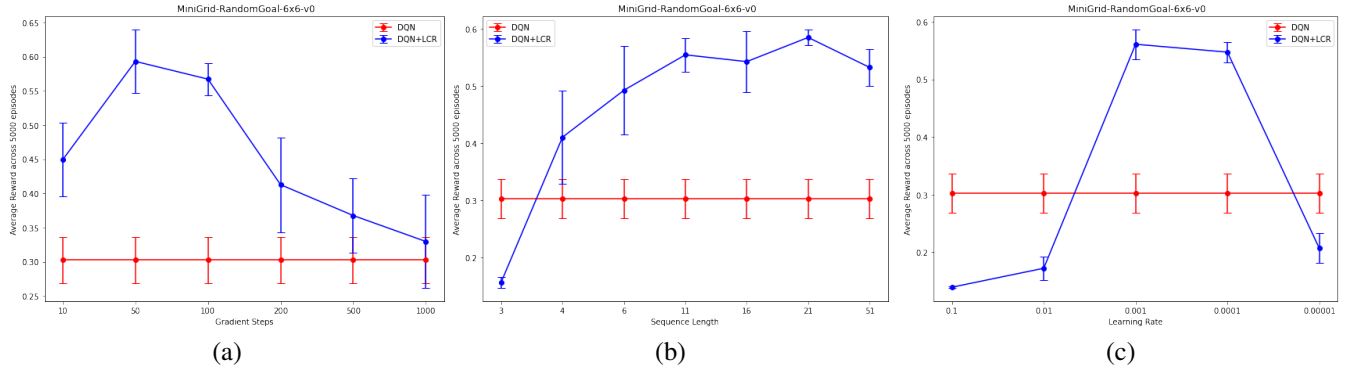 MiniGrid-RandomGoal-6x6-v0
DQN
DQN+LCR
Average Reward across 5000 episodes
0.65
0.60
0.55
0.50
0.45
0.40
0.35
0.30
0.25
10 50 100 200 500 1000
Gradient Steps
(a)
MiniGrid-RandomGoal-6x6-v0
DQN
DQN+LCR
Average Reward across 5000 episodes
0.6
0.5
0.4
0.3
0.2
3 4 6 11 16 21 51
Sequence Length
(b)
MiniGrid-RandomGoal-6x6-v0
DQN
DQN+LCR
Average Reward across 5000 episodes
0.6
0.5
0.4
0.3
0.2
0.1 0.01 0.001 0.0001 0.00001
Learning Rate
(c)